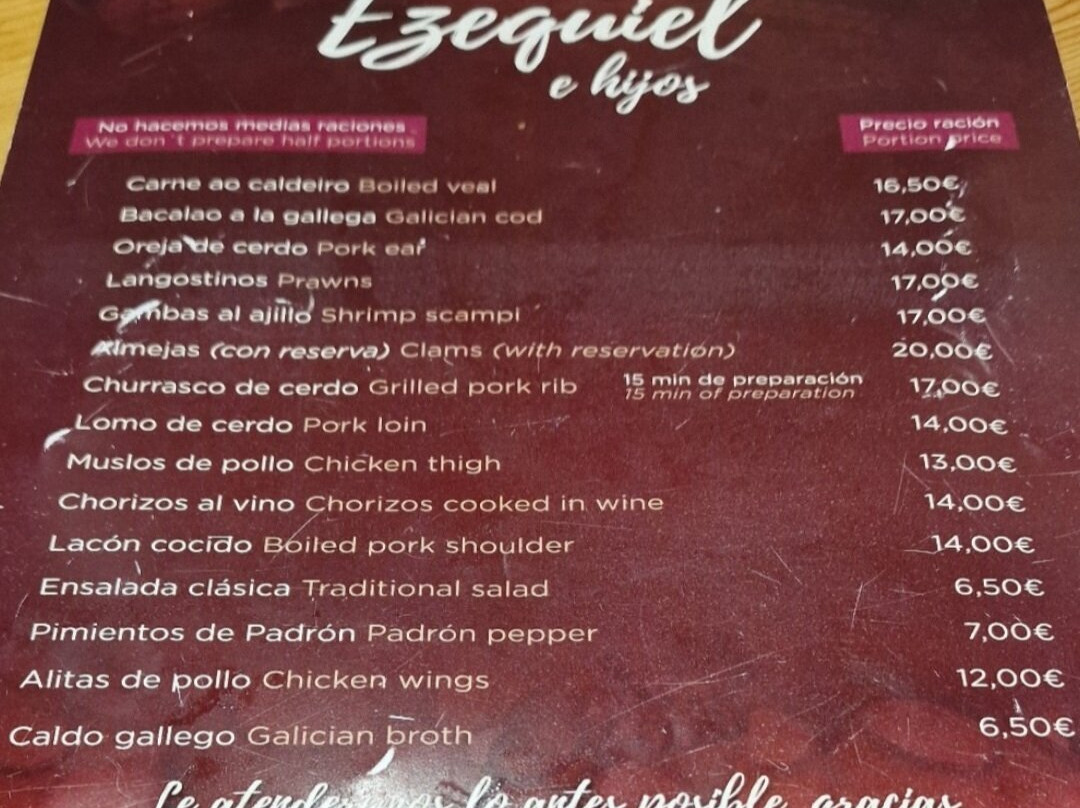 Ezequiel
e hijos
No hacemos medias raciones
We don´t prepare half portions
Precio ración
Portion price
Carne ao caldeiro Boiled veal 16,50€
Bacalao a la gallega Galician cod 17,00€
Oreja de cerdo Pork ear 14,00€
Langostinos Prawns 17,00€
Gambas al ajillo Shrimp scampi 17,00€
Almejas (con reserva) Clams (with reservation) 20,00€
Churrasco de cerdo Grilled pork rib 15 min de preparación 17,00€
15 min of preparation
Lomo de cerdo Pork loin 14,00€
Muslos de pollo Chicken thigh 13,00€
Chorizos al vino Chorizos cooked in wine 14,00€
Lacón cocido Boiled pork shoulder 14,00€
Ensalada clásica Traditional salad 6,50€
Pimientos de Padrón Padrón pepper 7,00€
Alitas de pollo Chicken wings 12,00€
Caldo gallego Galician broth 6,50€
Le atenderemos lo antes posible, gracias